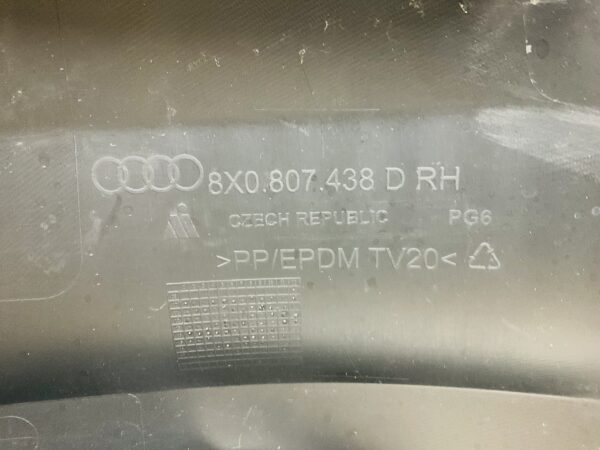 8X0.807.438 D RH
CZECH REPUBLIC PG6
>PP/EPDM TV20<